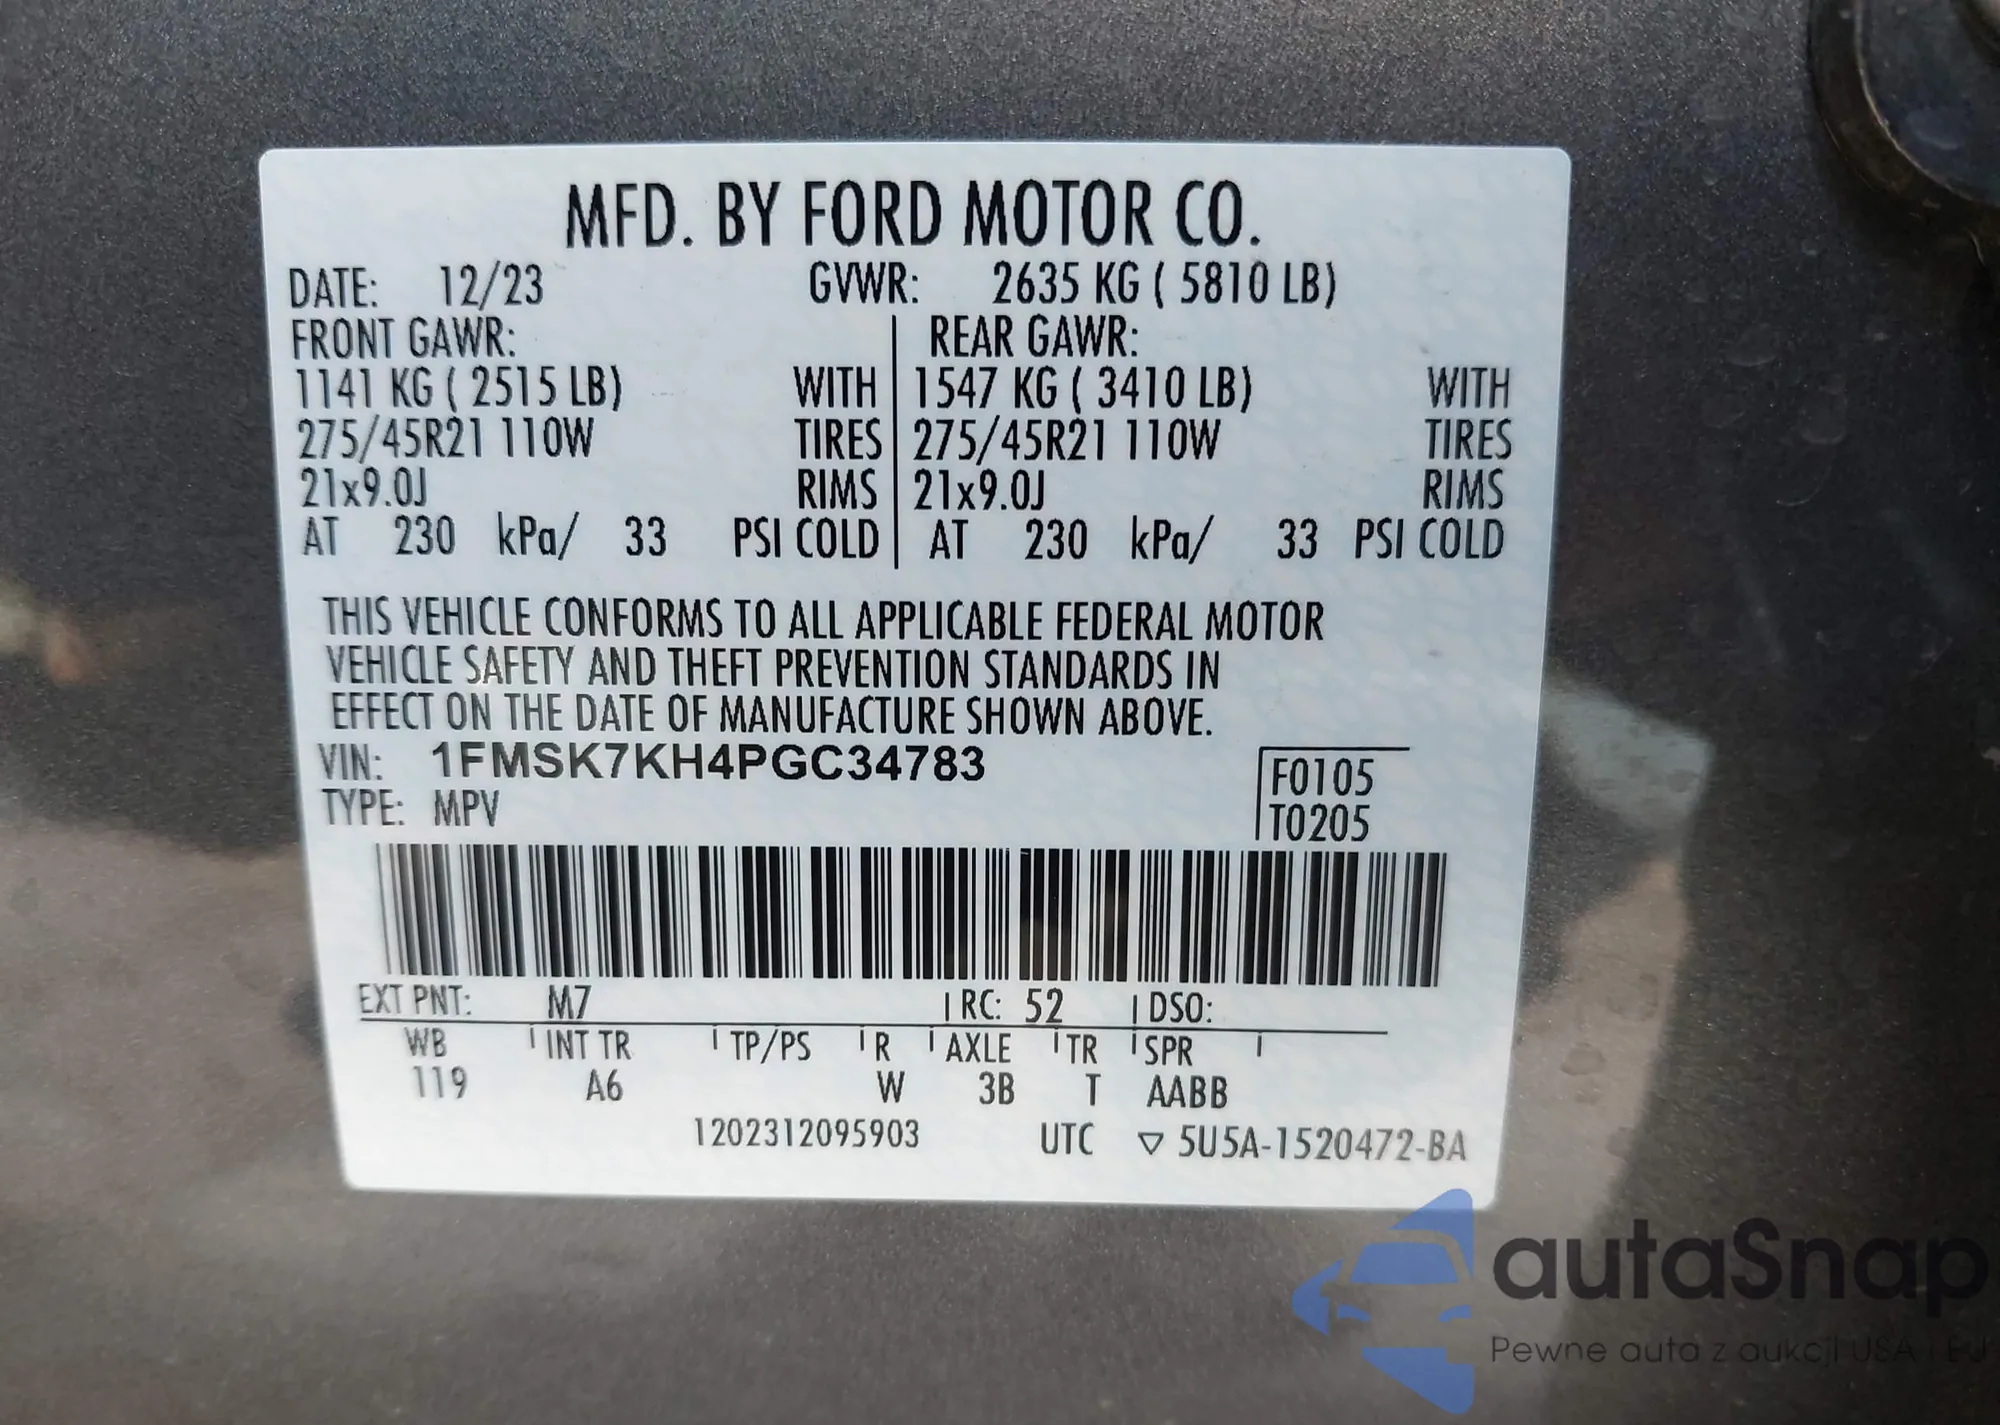 MFD. BY FORD MOTOR CO.
DATE: 12/23 GVWR: 2635 KG ( 5810 LB)
FRONT GAWR: REAR GAWR:
1141 KG ( 2515 LB) WITH 1547 KG ( 3410 LB) WITH
275/45R21 110W TIRES 275/45R21 110W TIRES
21x9.0J RIMS 21x9.0J RIMS
AT 230 kPa/ 33 PSI COLD AT 230 kPa/ 33 PSI COLD
THIS VEHICLE CONFORMS TO ALL APPLICABLE FEDERAL MOTOR
VEHICLE SAFETY AND THEFT PREVENTION STANDARDS IN
EFFECT ON THE DATE OF MANUFACTURE SHOWN ABOVE.
VIN: 1FMSK7KH4PGC34783 F0105
TYPE: MPV T0205
EXT PNT: M7 RC: 52 DSO:
WB INT TR TP/PS R AXLE TR SPR
119 A6 W 3B T AABB
1202312095903 UTC ▽ 5U5A-1520472-BA
autaSnap
Pewne auta z aukcji USA i EU